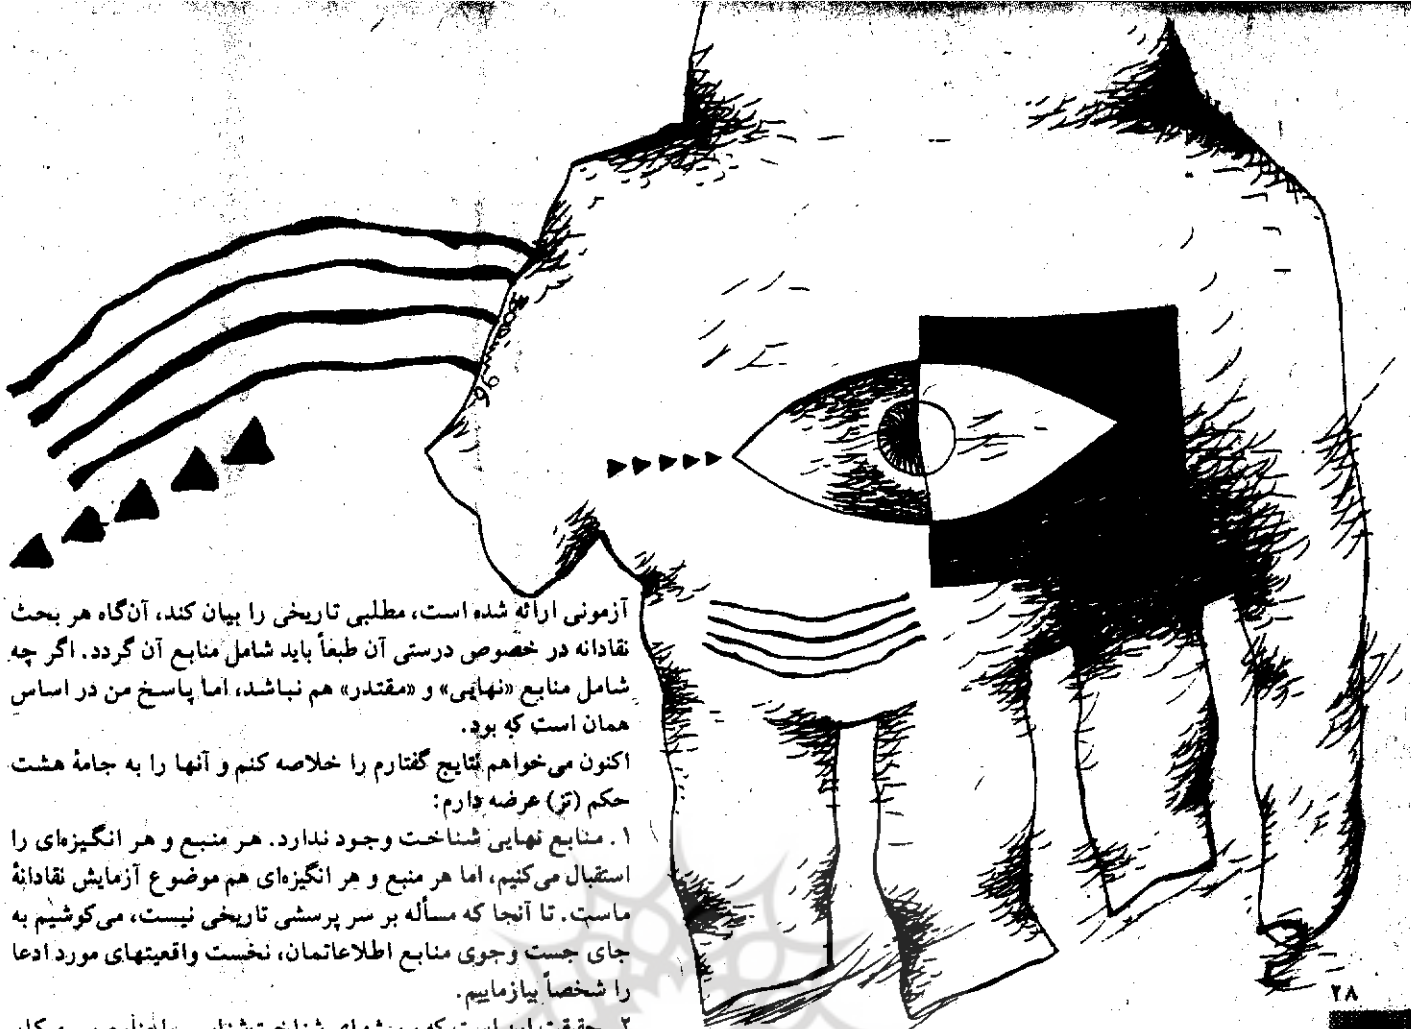 آزمونی ارائه شده است، مطلبی تاریخی را بیان کند، آن‌گاه هر بحث
نقادانه در خصوص درستی آن طبعاً باید شامل منابع آن گردد. اگر چه
شامل منابع «نهایی» و «مقتدر» هم نباشد، اما پاسخ من در اساس
همان است که بود.
اکنون می‌خواهم نتایج گفتارم را خلاصه کنم و آنها را به جامهٔ هشت
حکم (تز) عرضه دارم:
۱. منابع نهایی شناخت وجود ندارد. هر منبع و هر انگیزه‌ای را
استقبال می‌کنیم، اما هر منبع و هر انگیزه‌ای هم موضوع آزمایش نقادانهٔ
ماست. تا آنجا که مسأله بر سر پرسشی تاریخی نیست، می‌کوشیم به
جای جست وجوی منابع اطلاعاتمان، نخست واقعیتهای مورد ادعا
را شخصاً بیازماییم.
۲۸